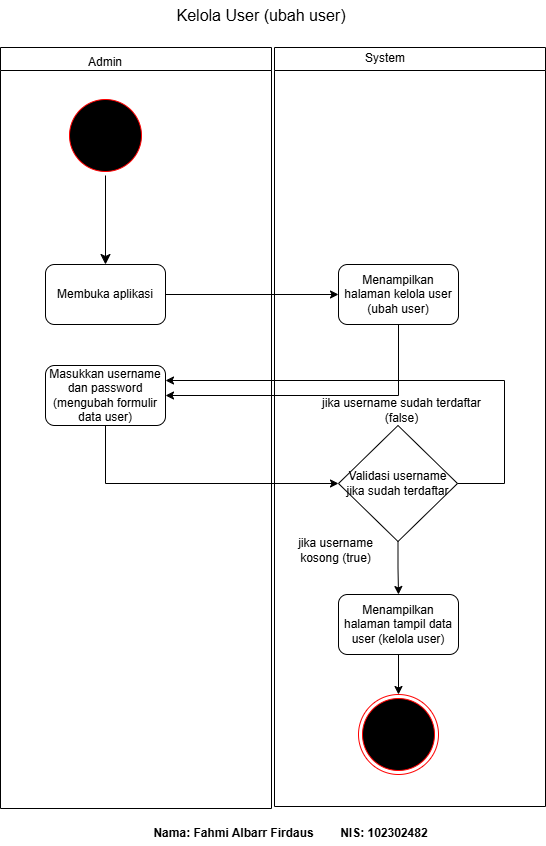 Kelola User (ubah user)
Admin
System
Membuka aplikasi
Menampilkan
halaman kelola user
(ubah user)
Masukkan username
dan password
(mengubah formulir
data user)
jika username sudah terdaftar
(false)
Validasi username
jika sudah terdaftar
jika username
kosong (true)
Menampilkan
halaman tampil data
user (kelola user)
Nama: Fahmi Albarr Firdaus NIS: 102302482